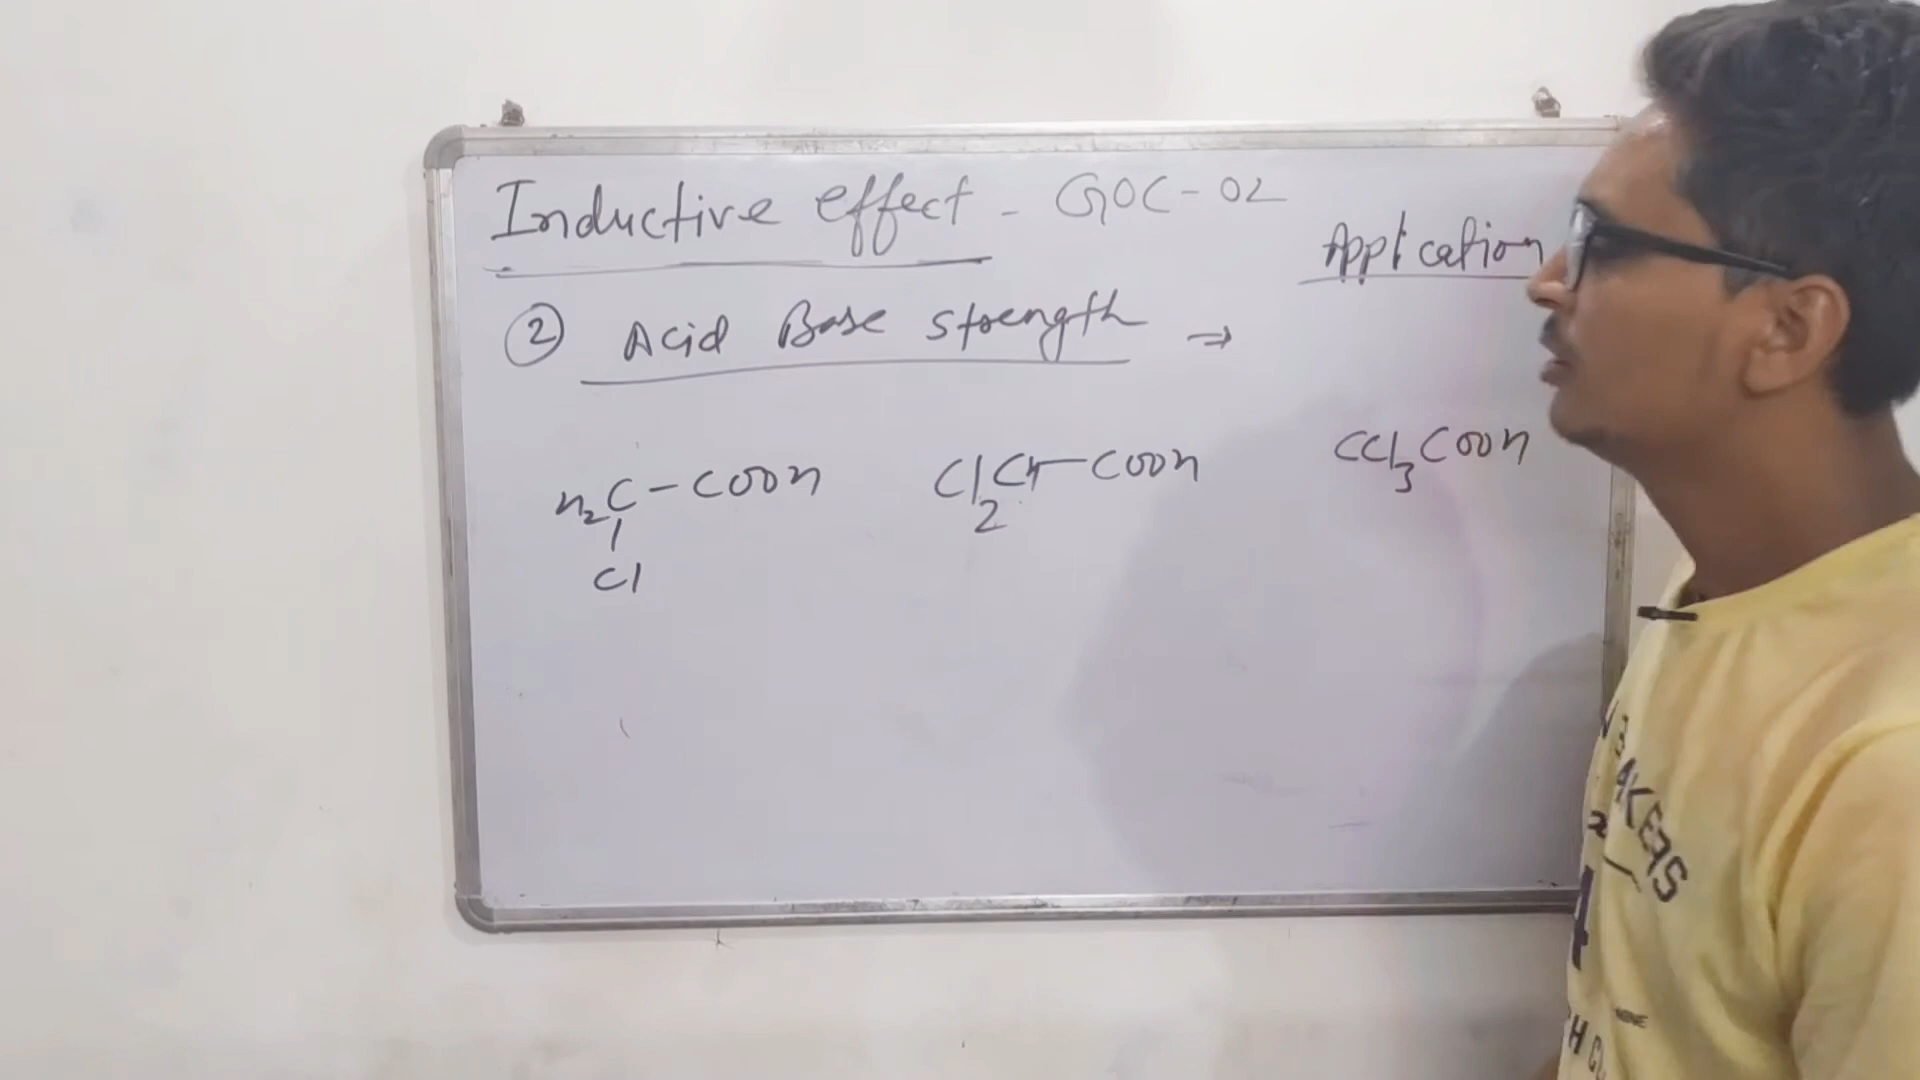 Inductive effect - GOC-02
Application
② Acid Base strength →
H₂C-COOH Cl₂CH-COOH CCl₃COOH
Cl